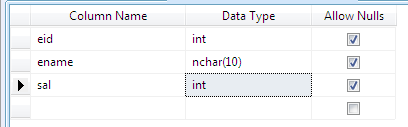 Column Name Data Type Allow Nulls
eid int
ename nchar(10)
sal int